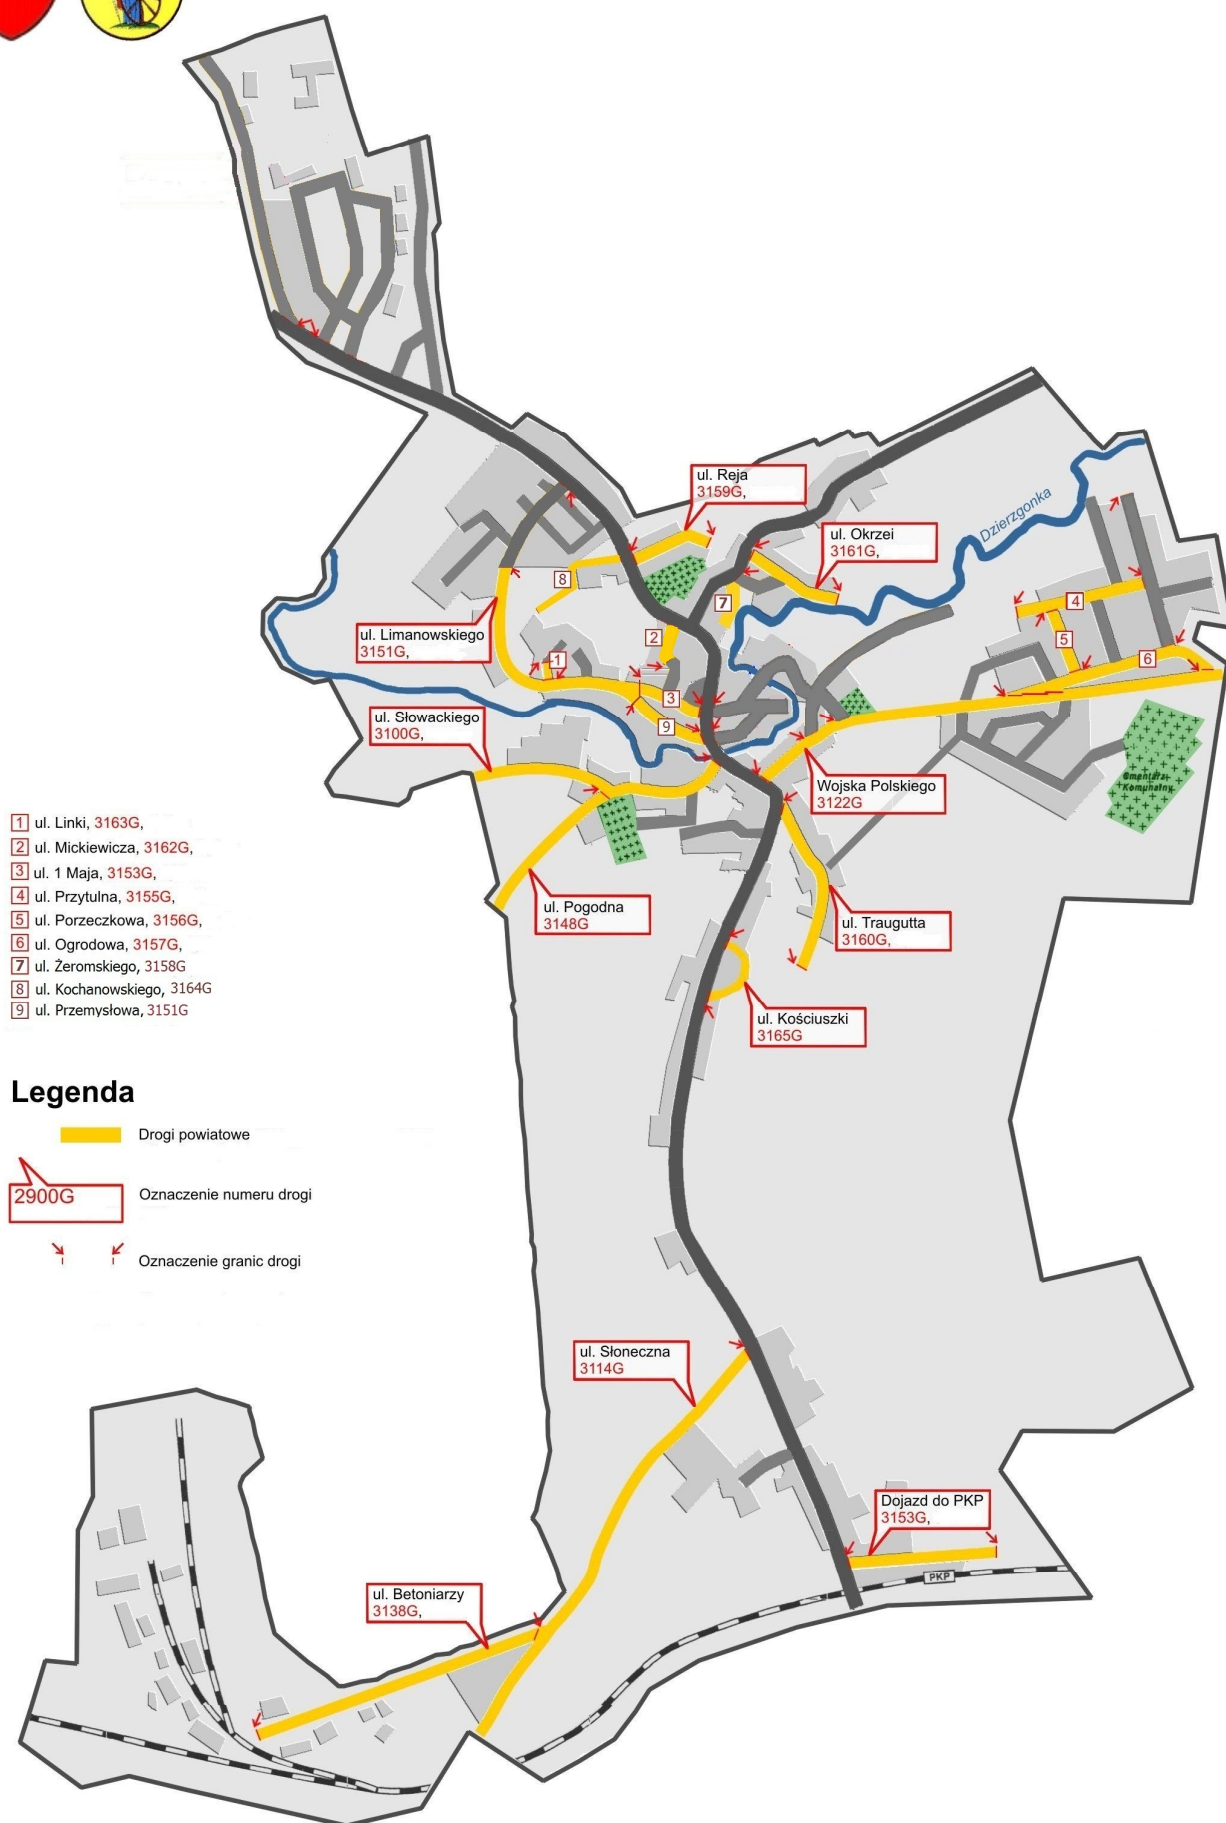 ul. Reja
3159G,
ul. Okrzei
3161G,
Dzierzgonka
8
7
4
2
5
ul. Limanowskiego
3151G,
1
6
3
9
ul. Słowackiego
3100G,
Wojska Polskiego
3122G
Cmentarz
Komunalny
1 ul. Linki, 3163G,
2 ul. Mickiewicza, 3162G,
3 ul. 1 Maja, 3153G,
4 ul. Przytulna, 3155G,
5 ul. Porzeczkowa, 3156G,
6 ul. Ogrodowa, 3157G,
7 ul. Żeromskiego, 3158G
8 ul. Kochanowskiego, 3164G
9 ul. Przemysłowa, 3151G
ul. Pogodna
3148G
ul. Traugutta
3160G,
ul. Kościuszki
3165G
Legenda
Drogi powiatowe
2900G
Oznaczenie numeru drogi
Oznaczenie granic drogi
ul. Słoneczna
3114G
Dojazd do PKP
3153G,
PKP
ul. Betoniarzy
3138G,